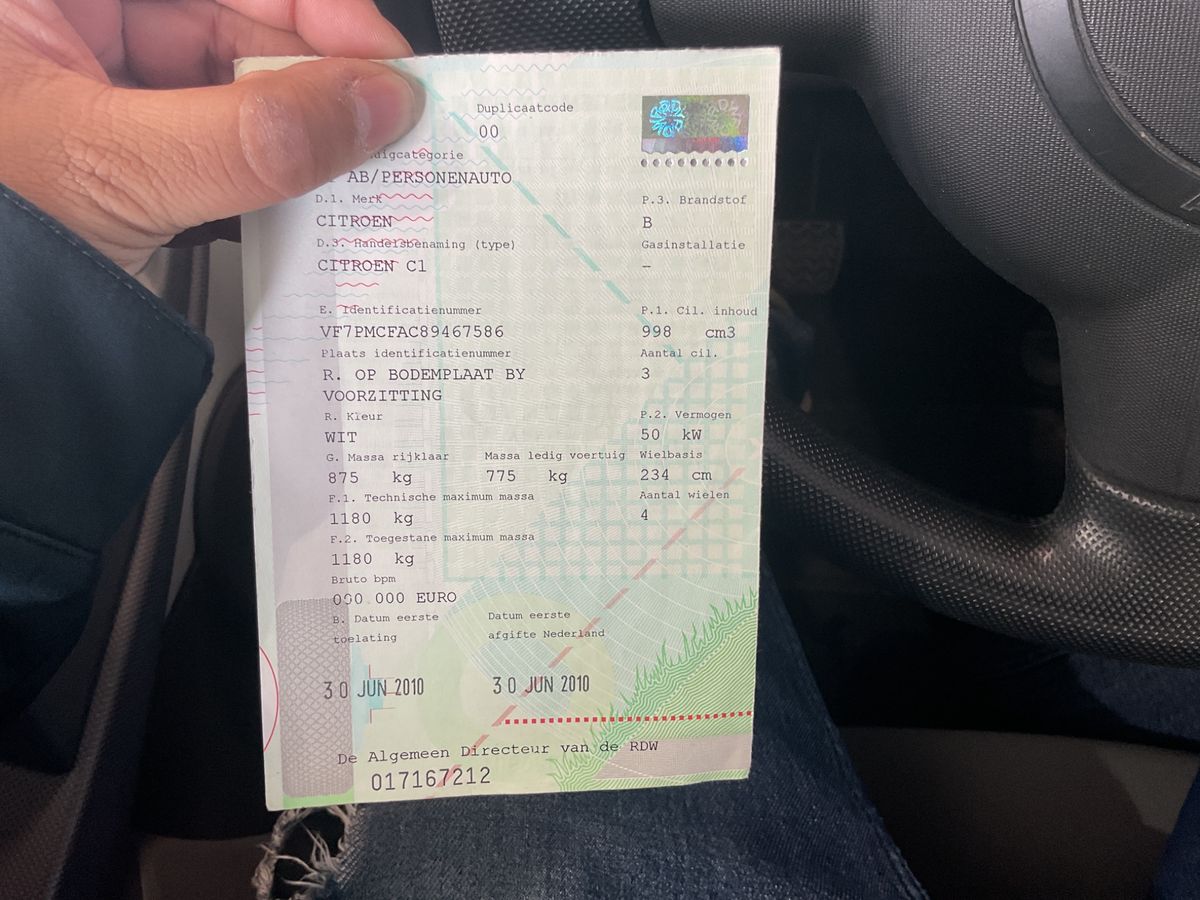 Duplicaatcode
00
AB/PERSONENAUTO
D.1. Merk
P.3. Brandstof
CITROEN
B
D.3. Handelsbenaming (type)
Gasinstallatie
CITROEN C1
–
E. Identificatienummer
P.1. Cil. inhoud
VF7PMCFAC89467586
998 cm3
Plaats identificatienummer
Aantal cil.
R. OP BODEMPLAAT BY
3
VOORZITTING
R. Kleur
P.2. Vermogen
WIT
50 kW
G. Massa rijklaar
Massa ledig voertuig
Wielbasis
875 kg
775 kg
234 cm
F.1. Technische maximum massa
Aantal wielen
1180 kg
4
F.2. Toegestane maximum massa
1180 kg
Bruto bpm
000.000 EURO
B. Datum eerste
toelating
Datum eerste
afgifte Nederland
30 JUN 2010
30 JUN 2010
De Algemeen Directeur van de RDW
017167212